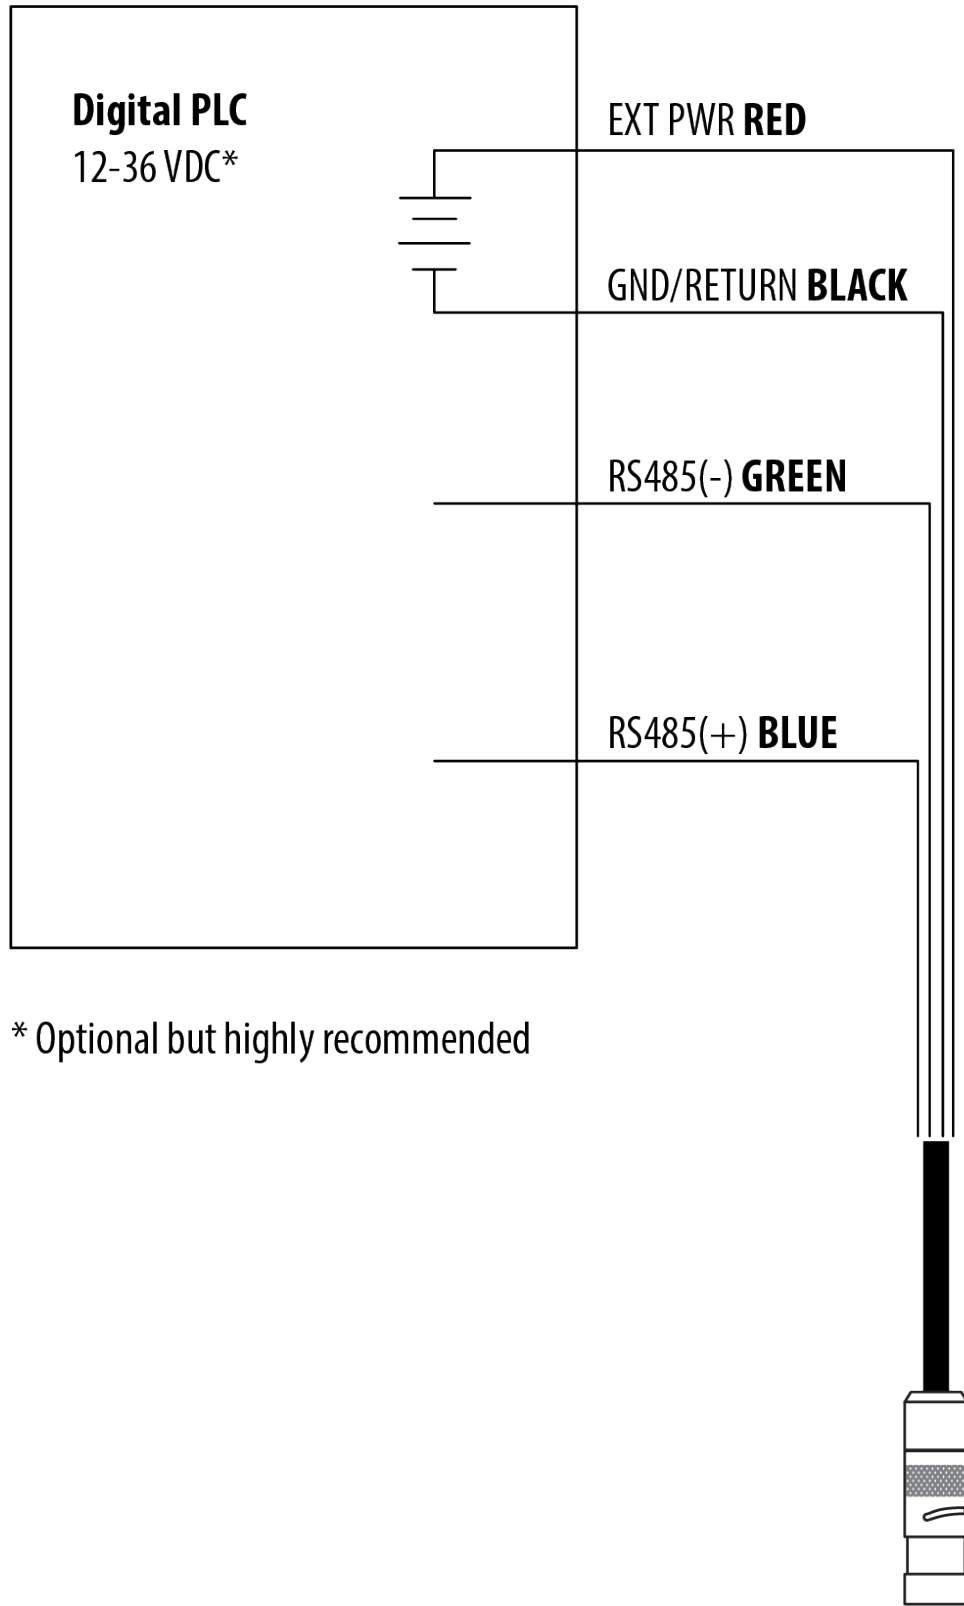 Digital PLC
12-36 VDC*
EXT PWR RED
GND/RETURN BLACK
RS485(-) GREEN
RS485(+) BLUE
* Optional but highly recommended